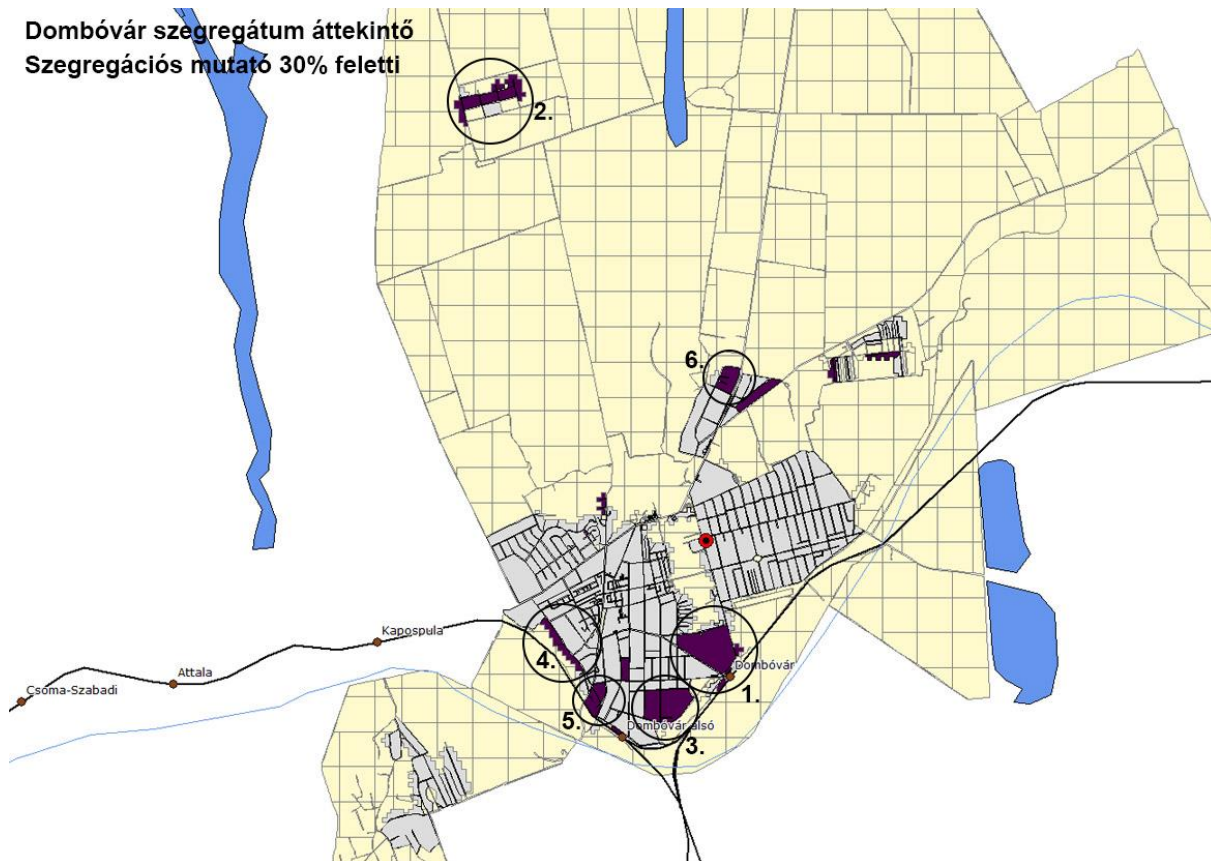 Dombóvár szegregátum áttekintő
Szegregációs mutató 30% feletti
2.
6.
Kapospula
4.
Attala
Dombóvár
Csoma-Szabadi
1.
5.
Dombóvár alsó
3.